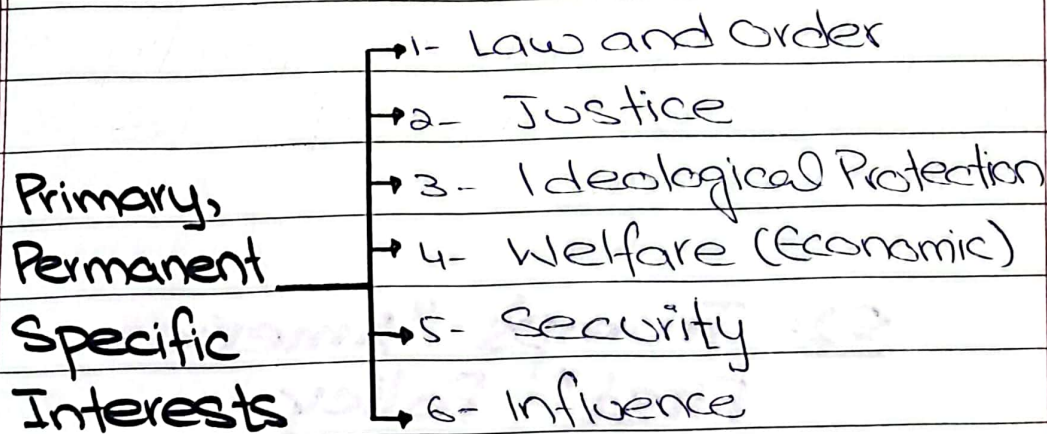 Primary,
Permanent
Specific
Interests
1- Law and Order
2- Justice
3- Ideological Protection
4- Welfare (Economic)
5- Security
6- Influence